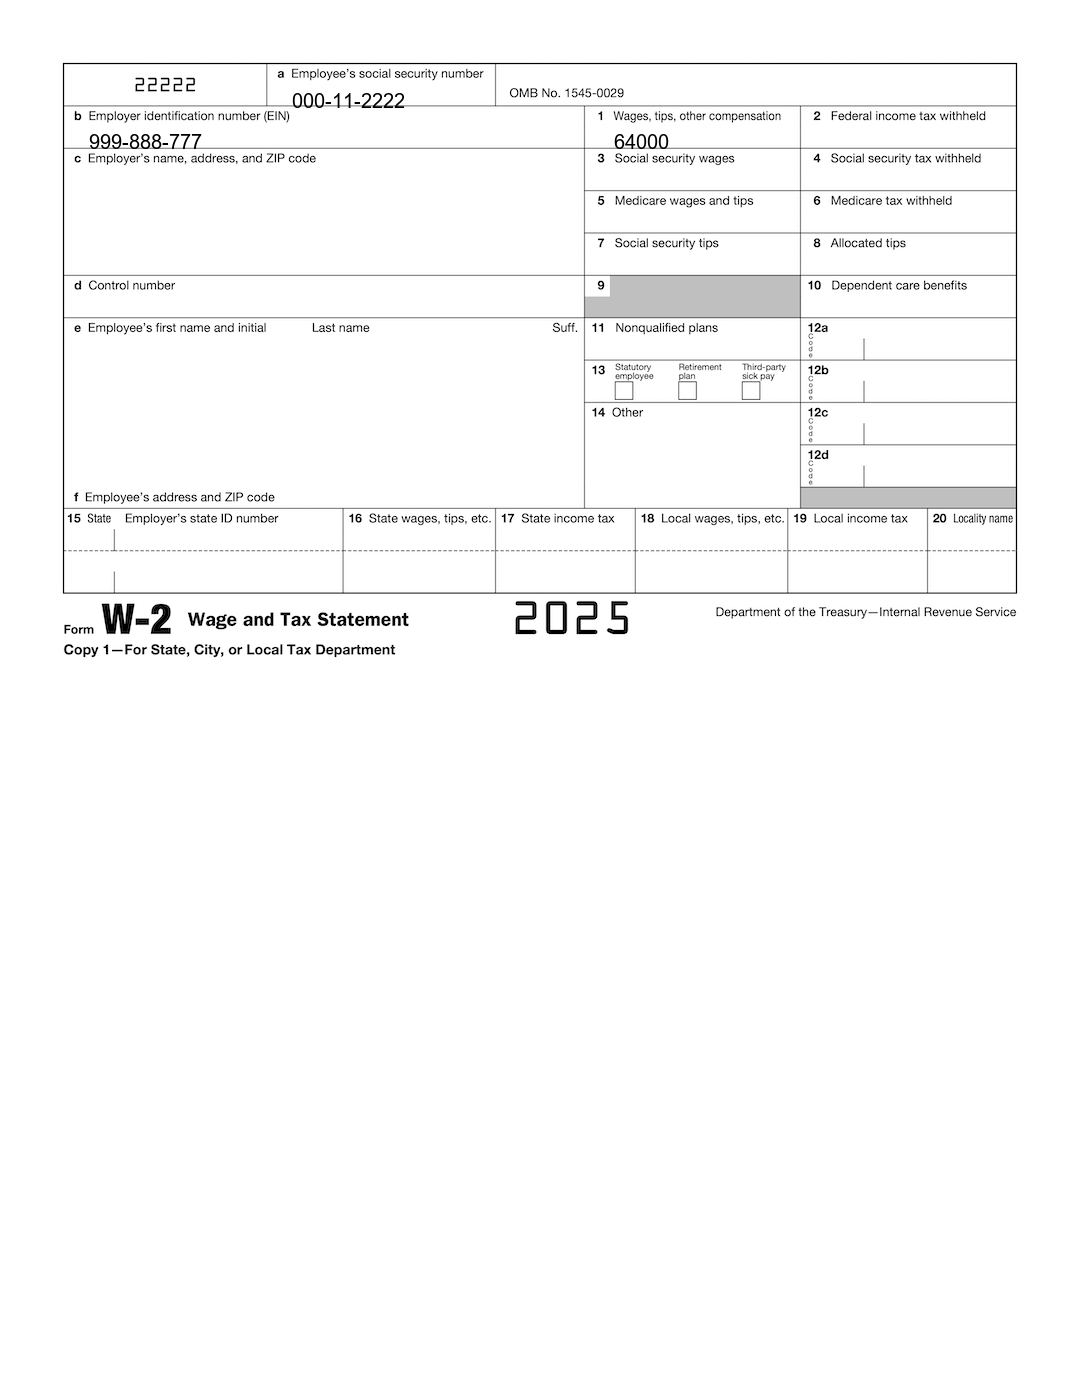 22222
a Employee's social security number
000-11-2222
OMB No. 1545-0029
b Employer identification number (EIN)
999-888-777
1 Wages, tips, other compensation
64000
2 Federal income tax withheld
c Employer's name, address, and ZIP code
3 Social security wages
4 Social security tax withheld
5 Medicare wages and tips
6 Medicare tax withheld
7 Social security tips
8 Allocated tips
d Control number
9
10 Dependent care benefits
e Employee's first name and initial
Last name
Suff.
11 Nonqualified plans
12a
Code
13
Statutory
employee
Retirement
plan
Third-party
sick pay
12b
Code
14 Other
12c
Code
12d
Code
f Employee's address and ZIP code
15 State
Employer's state ID number
16 State wages, tips, etc.
17 State income tax
18 Local wages, tips, etc.
19 Local income tax
20 Locality name
Form W-2 Wage and Tax Statement
2025
Department of the Treasury—Internal Revenue Service
Copy 1—For State, City, or Local Tax Department